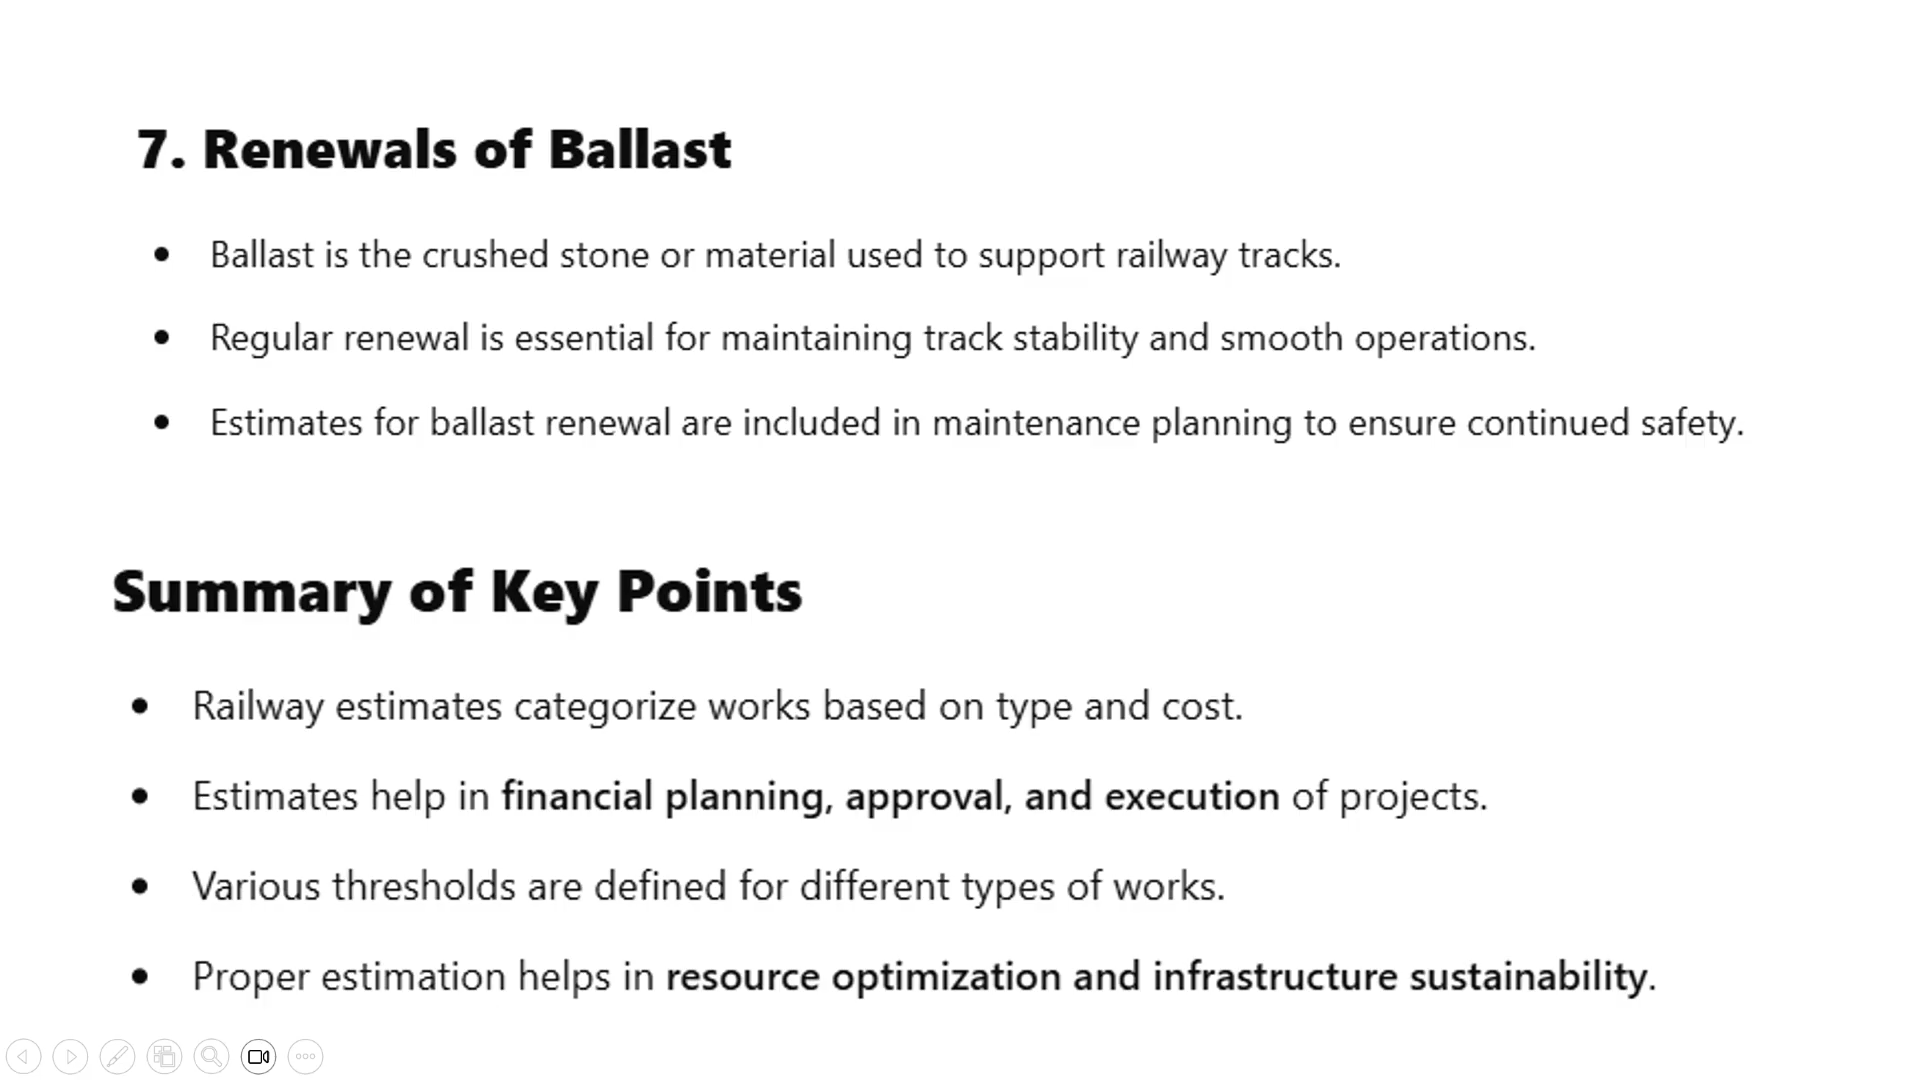 7. Renewals of Ballast
• Ballast is the crushed stone or material used to support railway tracks.
• Regular renewal is essential for maintaining track stability and smooth operations.
• Estimates for ballast renewal are included in maintenance planning to ensure continued safety.
Summary of Key Points
• Railway estimates categorize works based on type and cost.
• Estimates help in financial planning, approval, and execution of projects.
• Various thresholds are defined for different types of works.
• Proper estimation helps in resource optimization and infrastructure sustainability.